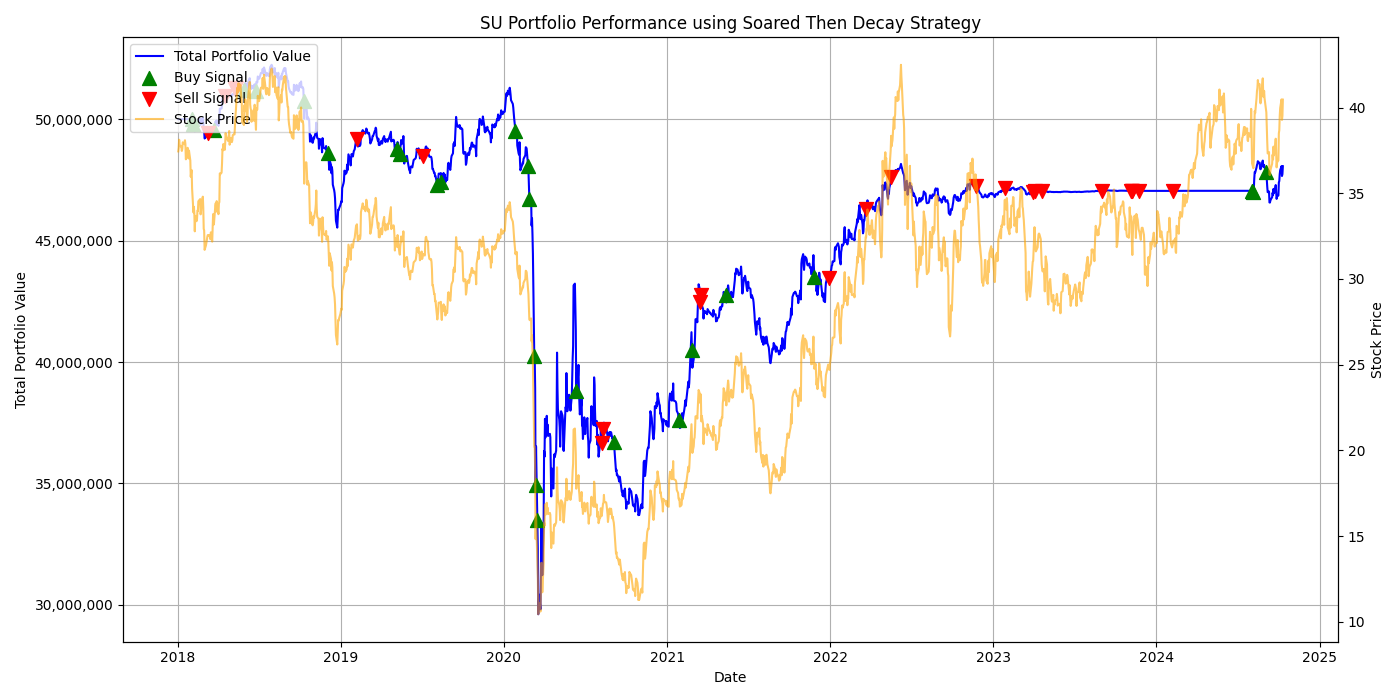 SU Portfolio Performance using Soared Then Decay Strategy
Total Portfolio Value
Buy Signal
Sell Signal
Stock Price
50,000,000
45,000,000
40,000,000
35,000,000
30,000,000
Total Portfolio Value
40
35
30
25
20
15
10
Stock Price
2018 2019 2020 2021 2022 2023 2024 2025
Date